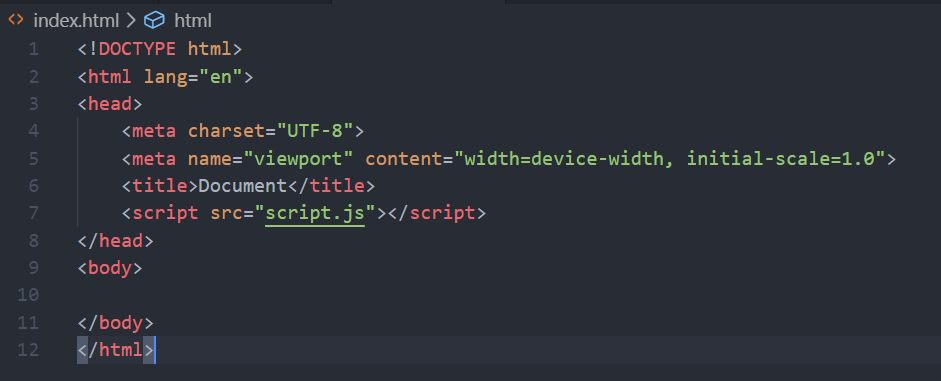 index.html > html
1 <!DOCTYPE html>
2 <html lang="en">
3 <head>
4     <meta charset="UTF-8">
5     <meta name="viewport" content="width=device-width, initial-scale=1.0">
6     <title>Document</title>
7     <script src="script.js"></script>
8 </head>
9 <body>
10
11 </body>
12 </html>